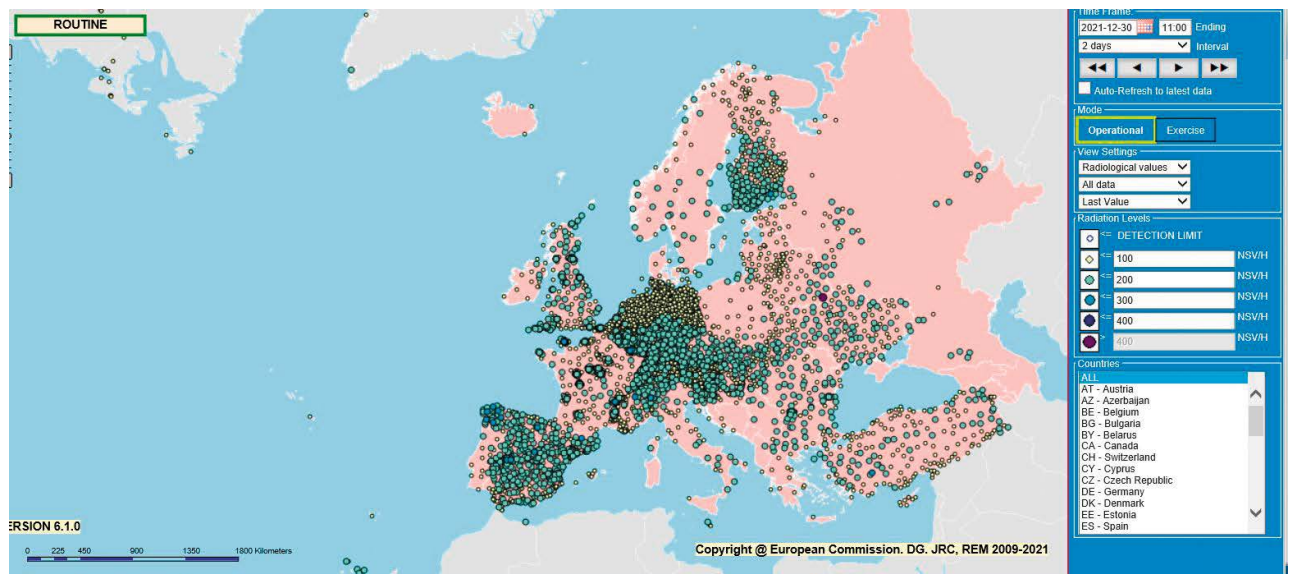 ROUTINE
Time Frame:
2021-12-30 11:00 Ending
2 days Interval
Auto-Refresh to latest data
Mode
Operational Exercise
View Settings
Radiological values
All data
Last Value
Radiation Levels
<= DETECTION LIMIT
<= 100 NSV/H
<= 200 NSV/H
<= 300 NSV/H
<= 400 NSV/H
> 400 NSV/H
Countries
ALL
AT - Austria
AZ - Azerbaijan
BE - Belgium
BG - Bulgaria
BY - Belarus
CA - Canada
CH - Switzerland
CY - Cyprus
CZ - Czech Republic
DE - Germany
DK - Denmark
EE - Estonia
ES - Spain
ERSION 6.1.0
0 225 450 900 1350 1800 Kilometers
Copyright @ European Commission. DG. JRC, REM 2009-2021